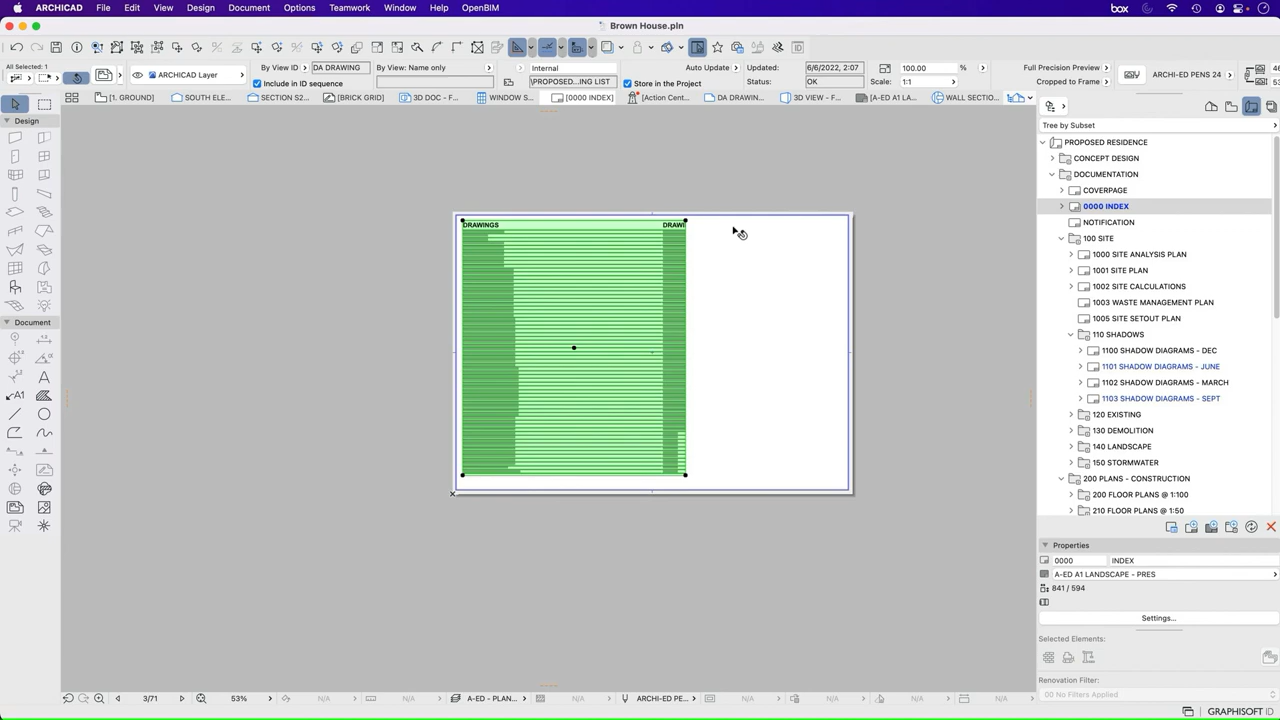 ARCHICAD File Edit View Design Document Options Teamwork Window Help OpenBIM box
Brown House.pln
All Selected: 1
ARCHICAD Layer
By View ID DA DRAWING
Include in ID sequence
By View: Name only
Internal
\PROPOSED...ING LIST
Auto Update
Store in the Project
Updated: 6/6/2022, 2:07
Status: OK
100.00 %
Scale: 1:1
Full Precision Preview
Cropped to Frame
ARCHI-ED PENS 24
[1. GROUND] SOUTH ELE... SECTION S2... [BRICK GRID] 3D DOC - F... WINDOW S... [0000 INDEX] [Action Cent... DA DRAWIN... 3D VIEW - F... [A-ED A1 LA... WALL SECTIO...
Design
Document
DRAWINGS DRAWI
Tree by Subset
PROPOSED RESIDENCE
CONCEPT DESIGN
DOCUMENTATION
COVERPAGE
0000 INDEX
NOTIFICATION
100 SITE
1000 SITE ANALYSIS PLAN
1001 SITE PLAN
1002 SITE CALCULATIONS
1003 WASTE MANAGEMENT PLAN
1005 SITE SETOUT PLAN
110 SHADOWS
1100 SHADOW DIAGRAMS - DEC
1101 SHADOW DIAGRAMS - JUNE
1102 SHADOW DIAGRAMS - MARCH
1103 SHADOW DIAGRAMS - SEPT
120 EXISTING
130 DEMOLITION
140 LANDSCAPE
150 STORMWATER
200 PLANS - CONSTRUCTION
200 FLOOR PLANS @ 1:100
210 FLOOR PLANS @ 1:50
Properties
0000 INDEX
A-ED A1 LANDSCAPE - PRES
841 / 594
Settings...
Selected Elements:
Renovation Filter:
00 No Filters Applied
3/71 53% N/A N/A N/A A-ED - PLAN... N/A ARCHI-ED PE... N/A N/A N/A N/A
GRAPHISOFT ID